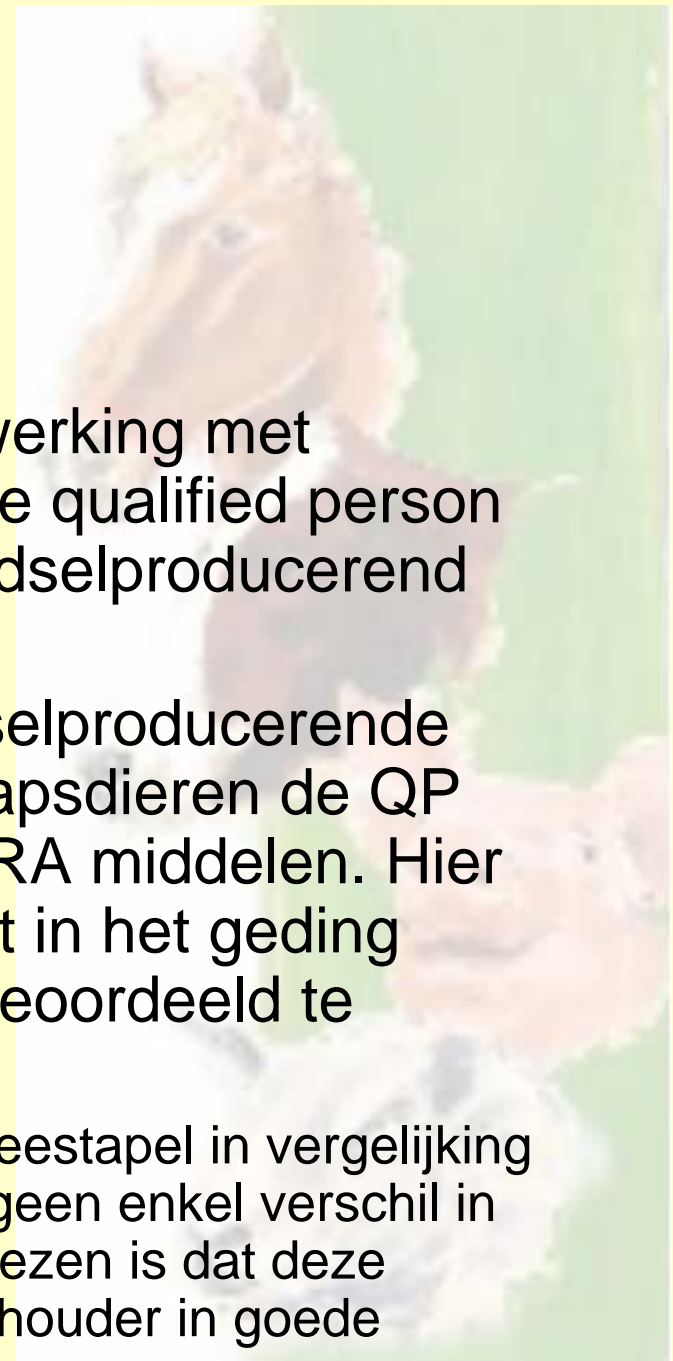 werking met
e qualified person
dselproducerend
selproducerende
apsdieren de QP
RA middelen. Hier
t in het geding
eoordeeld te
eestapel in vergelijking
geen enkel verschil in
ezen is dat deze
houder in goede